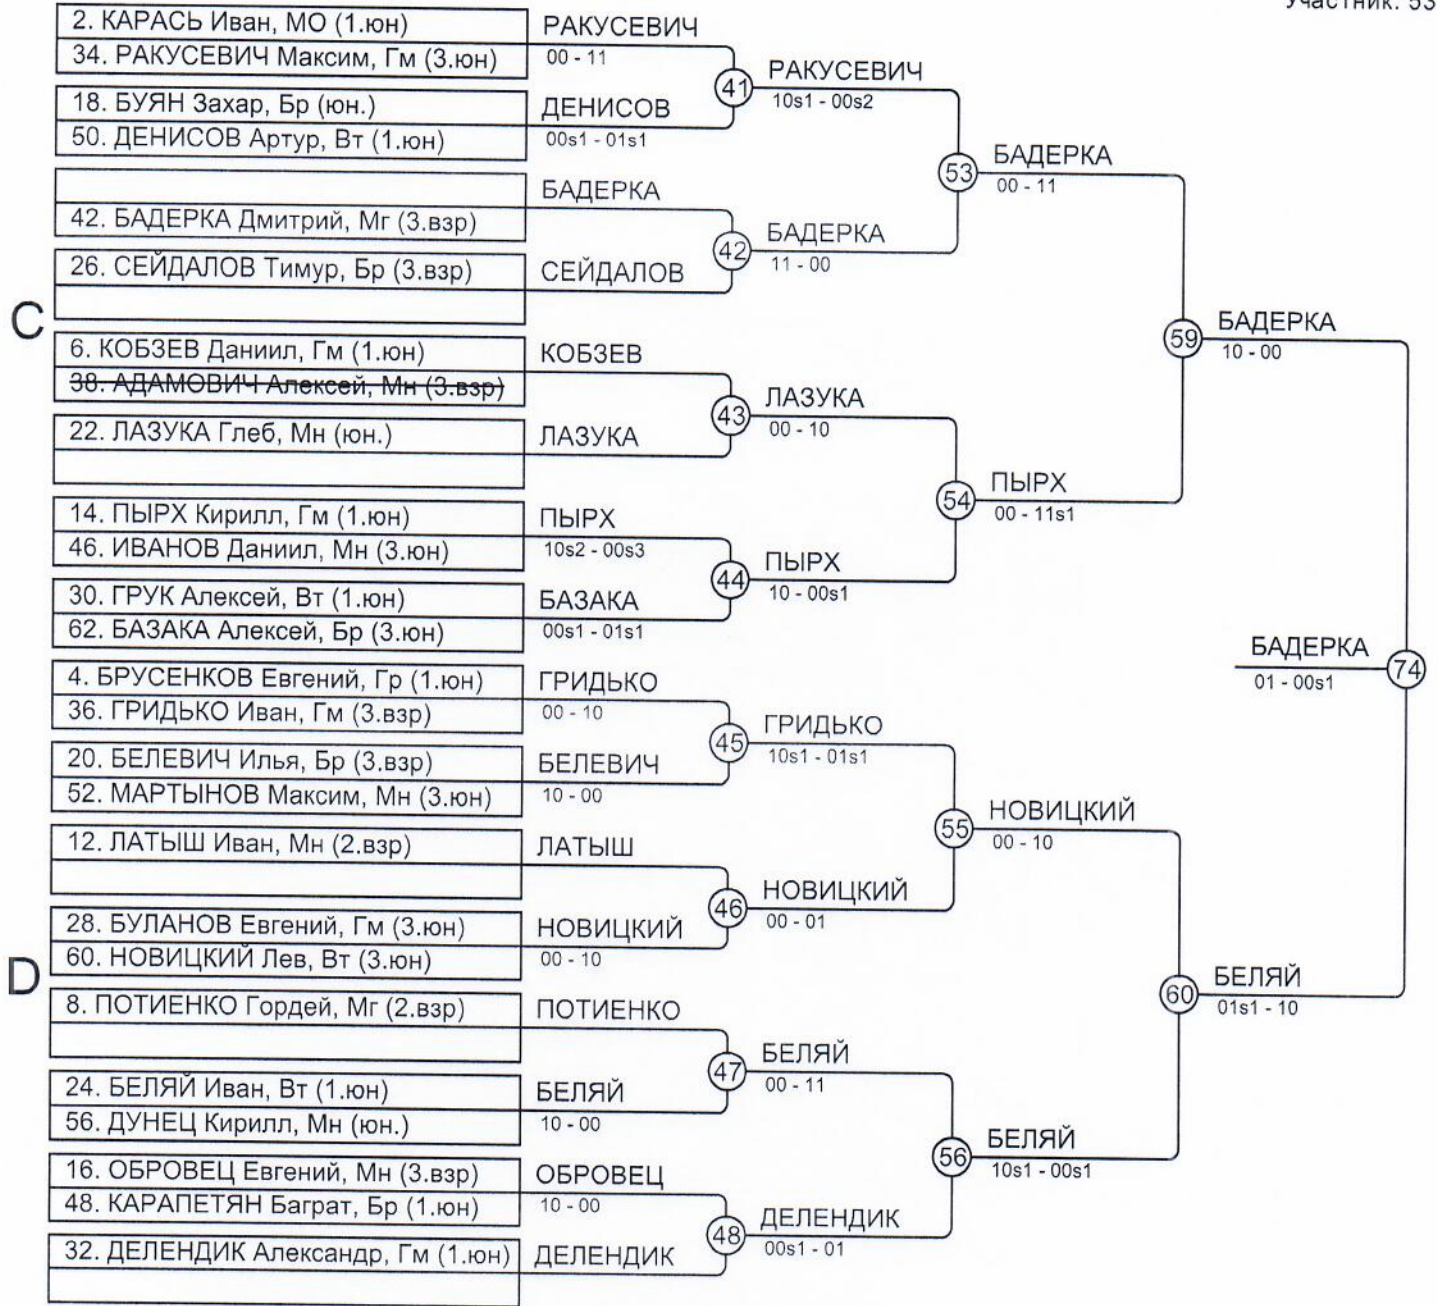 Участник: 53
2. КАРАСЬ Иван, МО (1.юн)
34. РАКУСЕВИЧ Максим, Гм (3.юн)
РАКУСЕВИЧ
00 - 11
18. БУЯН Захар, Бр (юн.)
50. ДЕНИСОВ Артур, Вт (1.юн)
ДЕНИСОВ
00s1 - 01s1
41
РАКУСЕВИЧ
10s1 - 00s2
42. БАДЕРКА Дмитрий, Мг (3.взр)
БАДЕРКА
26. СЕЙДАЛОВ Тимур, Бр (3.взр)
СЕЙДАЛОВ
42
БАДЕРКА
11 - 00
53
БАДЕРКА
00 - 11
C
6. КОБЗЕВ Даниил, Гм (1.юн)
38. АДАМОВИЧ Алексей, Мн (3.взр)
КОБЗЕВ
22. ЛАЗУКА Глеб, Мн (юн.)
ЛАЗУКА
43
ЛАЗУКА
00 - 10
14. ПЫРХ Кирилл, Гм (1.юн)
46. ИВАНОВ Даниил, Мн (3.юн)
ПЫРХ
10s2 - 00s3
30. ГРУК Алексей, Вт (1.юн)
62. БАЗАКА Алексей, Бр (3.юн)
БАЗАКА
00s1 - 01s1
44
ПЫРХ
10 - 00s1
54
ПЫРХ
00 - 11s1
59
БАДЕРКА
10 - 00
4. БРУСЕНКОВ Евгений, Гр (1.юн)
36. ГРИДЬКО Иван, Гм (3.взр)
ГРИДЬКО
00 - 10
20. БЕЛЕВИЧ Илья, Бр (3.взр)
52. МАРТЫНОВ Максим, Мн (3.юн)
БЕЛЕВИЧ
10 - 00
45
ГРИДЬКО
10s1 - 01s1
12. ЛАТЫШ Иван, Мн (2.взр)
ЛАТЫШ
28. БУЛАНОВ Евгений, Гм (3.юн)
60. НОВИЦКИЙ Лев, Вт (3.юн)
НОВИЦКИЙ
00 - 10
46
НОВИЦКИЙ
00 - 01
55
НОВИЦКИЙ
00 - 10
D
8. ПОТИЕНКО Гордей, Мг (2.взр)
ПОТИЕНКО
24. БЕЛЯЙ Иван, Вт (1.юн)
56. ДУНЕЦ Кирилл, Мн (юн.)
БЕЛЯЙ
10 - 00
47
БЕЛЯЙ
00 - 11
16. ОБРОВЕЦ Евгений, Мн (3.взр)
48. КАРАПЕТЯН Баграт, Бр (1.юн)
ОБРОВЕЦ
10 - 00
32. ДЕЛЕНДИК Александр, Гм (1.юн)
ДЕЛЕНДИК
48
ДЕЛЕНДИК
00s1 - 01
56
БЕЛЯЙ
10s1 - 00s1
60
БЕЛЯЙ
01s1 - 10
БАДЕРКА
01 - 00s1
74